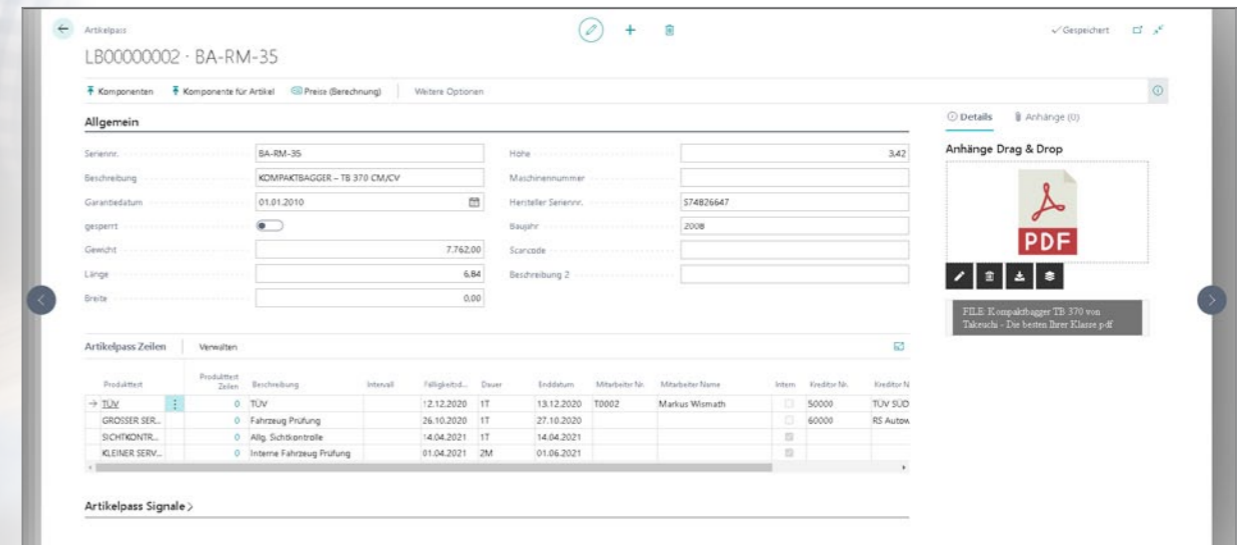 Artikelpass
Gespeichert
LB00000002 · BA-RM-35
Komponenten Komponente für Artikel Preise (Berechnung) Weitere Optionen
Allgemein
Details Anhänge (0)
Anhänge Drag & Drop
Seriennr. BA-RM-35
Beschreibung KOMPAKTBAGGER – TB 370 CM/CV
Garantiedatum 01.01.2010
gesperrt
Gewicht 7.762,00
Länge 6,84
Breite 0,00
Höhe 3,42
Maschinennummer
Hersteller Seriennr. S74826647
Baujahr 2008
Scancode
Beschreibung 2
PDF
FILE: Kompaktbagger TB 370 von
Takeuchi - Die besten Ihrer Klasse.pdf
Artikelpass Zeilen Verwalten
Produkttest Produkttest Zeilen Beschreibung Intervall Fälligkeitsd... Dauer Enddatum Mitarbeiter Nr. Mitarbeiter Name Intern Kreditor Nr. Kreditor N
TÜV 0 TÜV 12.12.2020 1T 13.12.2020 T0002 Markus Wismath 50000 TÜV SÜD
GROSSER SER... 0 Fahrzeug Prüfung 26.10.2020 1T 27.10.2020 60000 RS Autow
SICHTKONTR... 0 Allg. Sichtkontrolle 14.04.2021 1T 14.04.2021
KLEINER SERV... 0 Interne Fahrzeug Prüfung 01.04.2021 2M 01.06.2021
Artikelpass Signale >